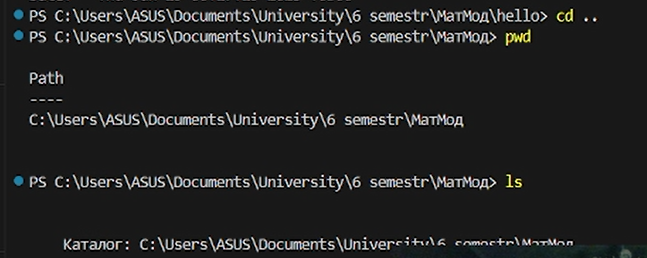 PS C:\Users\ASUS\Documents\University\6 semestr\МатМод\hello> cd ..
PS C:\Users\ASUS\Documents\University\6 semestr\МатМод> pwd
Path
----
C:\Users\ASUS\Documents\University\6 semestr\МатМод
PS C:\Users\ASUS\Documents\University\6 semestr\МатМод> ls
Каталог: C:\Users\ASUS\Documents\University\6 semestr\МатМод